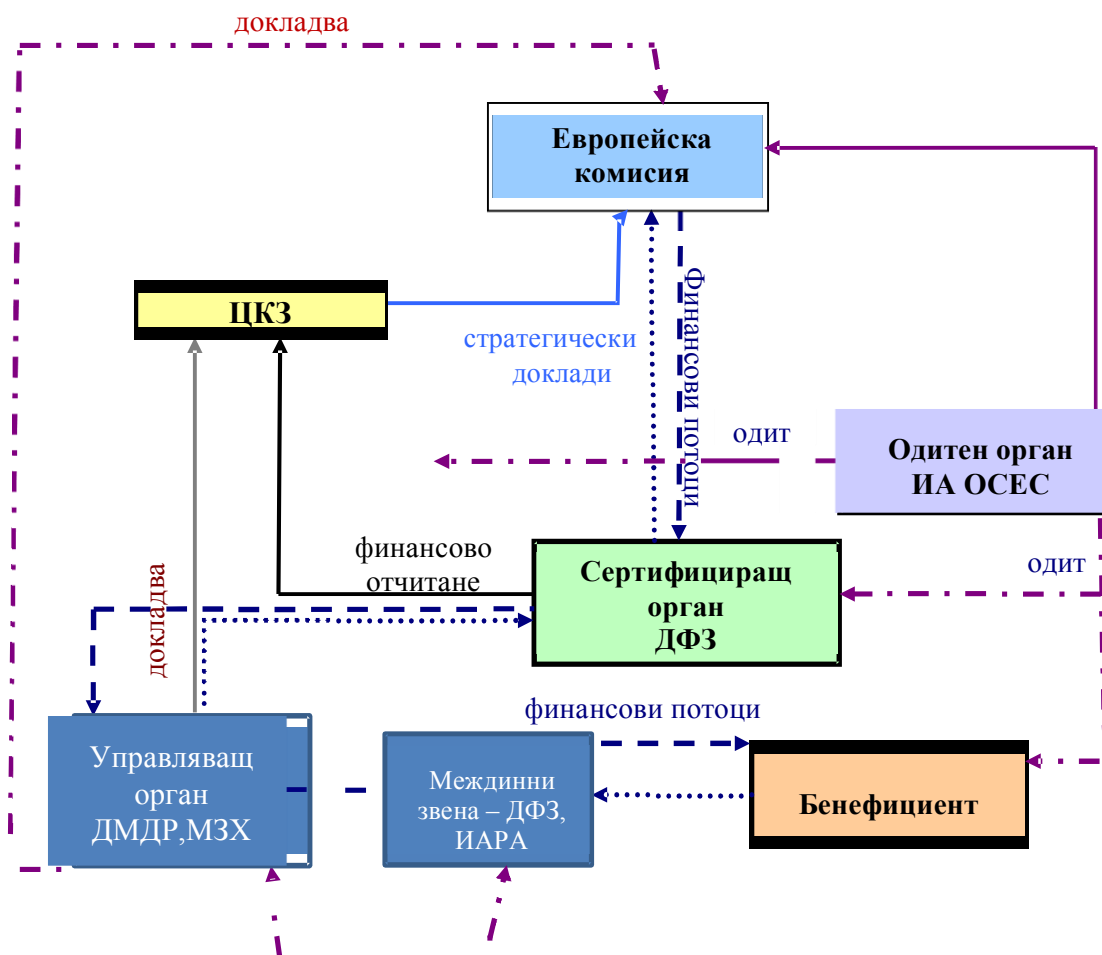 докладва
Европейска
комисия
ЦКЗ
стратегически
доклади
Финансови потоци
одит
Одитен орган
ИА ОСЕС
финансово
отчитане
Сертифициращ
орган
ДФЗ
одит
докладва
финансови потоци
Управляващ
орган
ДМДР,МЗХ
Междинни
звена – ДФЗ,
ИАРА
Бенефициент